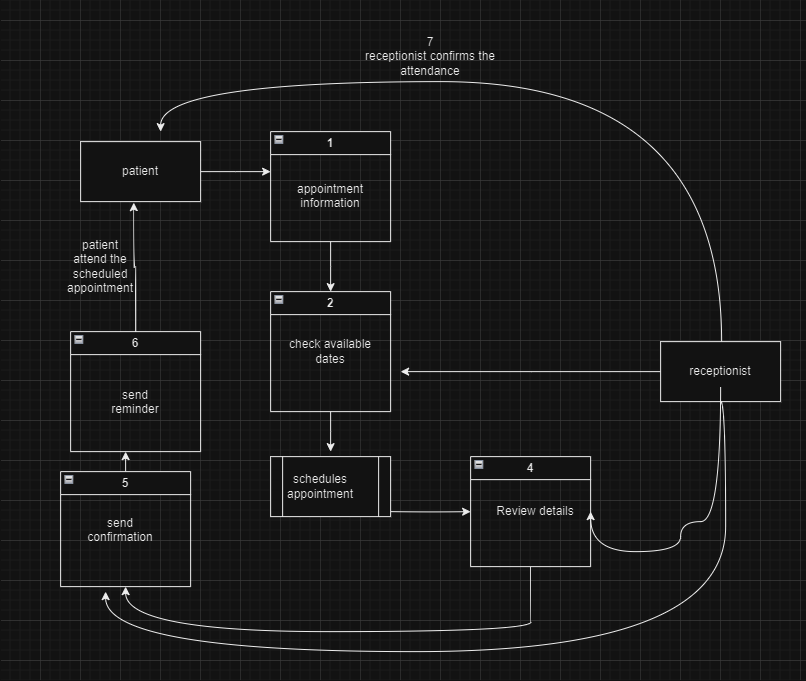 7
receptionist confirms the
attendance
patient
1
appointment
information
patient
attend the
scheduled
appointment
2
check available
dates
6
send
reminder
receptionist
schedules
appointment
4
Review details
5
send
confirmation